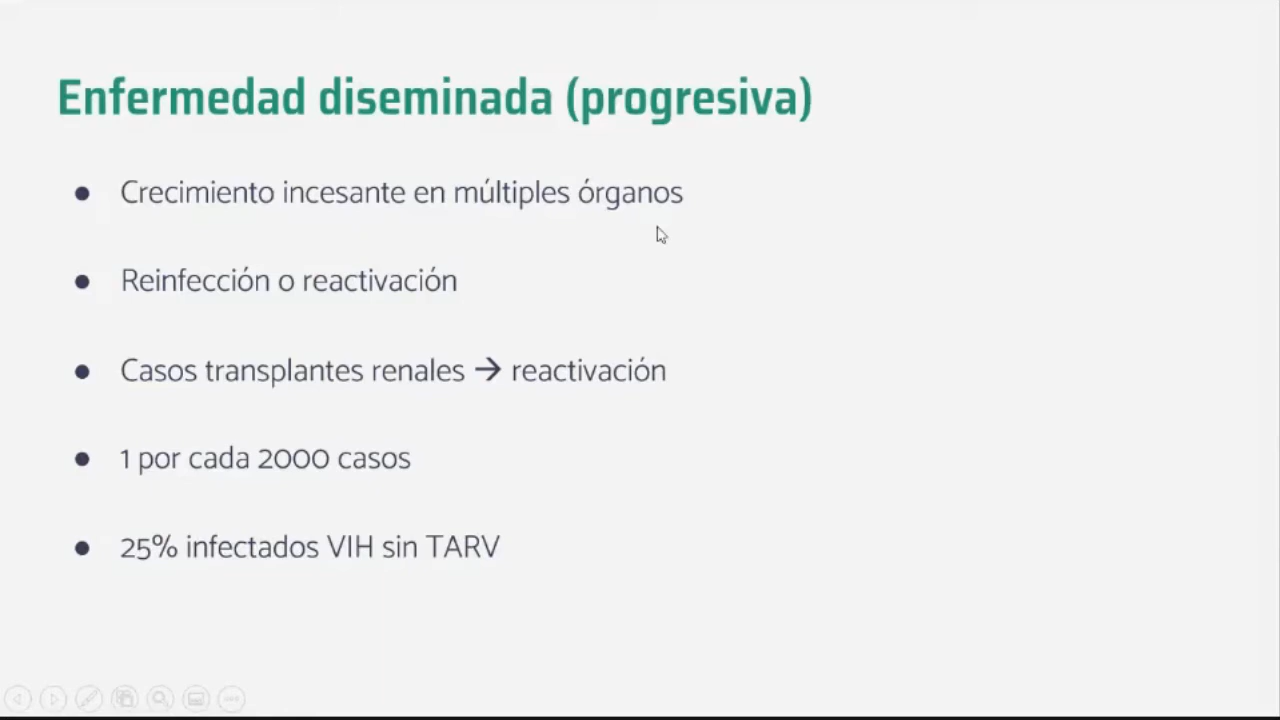 Enfermedad diseminada (progresiva)
● Crecimiento incesante en múltiples órganos
● Reinfección o reactivación
● Casos transplantes renales → reactivación
● 1 por cada 2000 casos
● 25% infectados VIH sin TARV